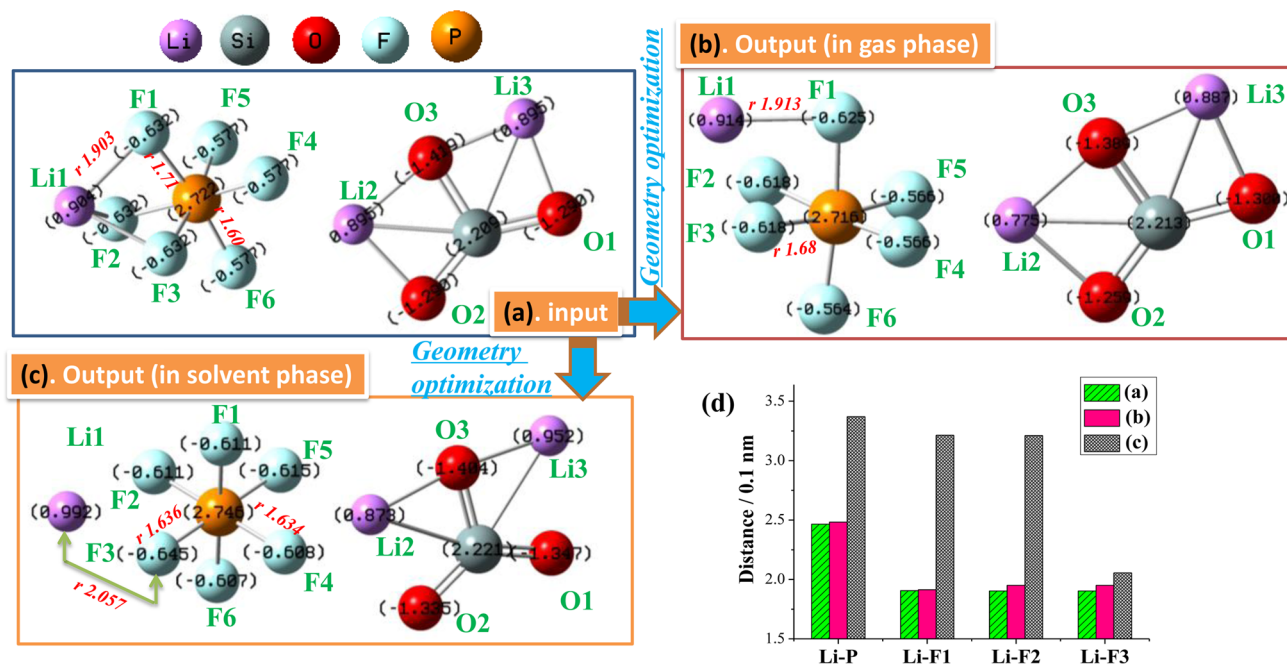 Li Si O F P
(a). input
F1
F5
F4
Li1
F2
F3
F6
r 1.903
r 1.71
r 1.60
(-0.632)
(-0.577)
(-0.577)
(0.904)
(2.722)
(-0.632)
(-0.577)
O3
Li3
Li2
O1
O2
(0.895)
(-1.419)
(0.895)
(2.209)
(-1.290)
(-1.290)
Geometry optimization
(b). Output (in gas phase)
Li1
F1
r 1.913
(0.914)
(-0.625)
F2
F5
(-0.618)
(-0.566)
(2.716)
F3
(-0.618)
(-0.566)
r 1.68
F4
(-0.564)
F6
Li3
O3
(0.887)
(0.775)
(2.213)
O1
Li2
O2
Geometry
optimization
(c). Output (in solvent phase)
F1
Li1
(-0.611)
F5
(-0.611)
(-0.615)
F2
(0.992)
(2.746)
r 1.636
r 1.634
F3
(-0.645)
(-0.608)
F4
(-0.607)
F6
r 2.057
O3
(0.952)
Li3
(-1.404)
(0.873)
Li2
(2.221)
(-1.347)
O1
(-1.335)
O2
(d)
(a)
(b)
(c)
Distance / 0.1 nm
3.5
3.0
2.5
2.0
1.5
Li-P Li-F1 Li-F2 Li-F3